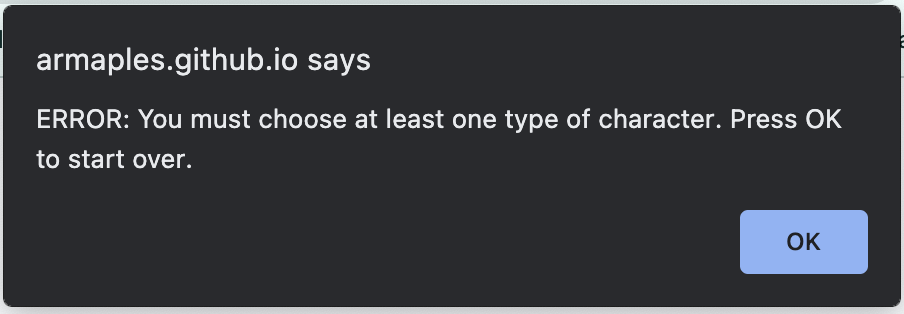 armaples.github.io says
ERROR: You must choose at least one type of character. Press OK
to start over.
OK